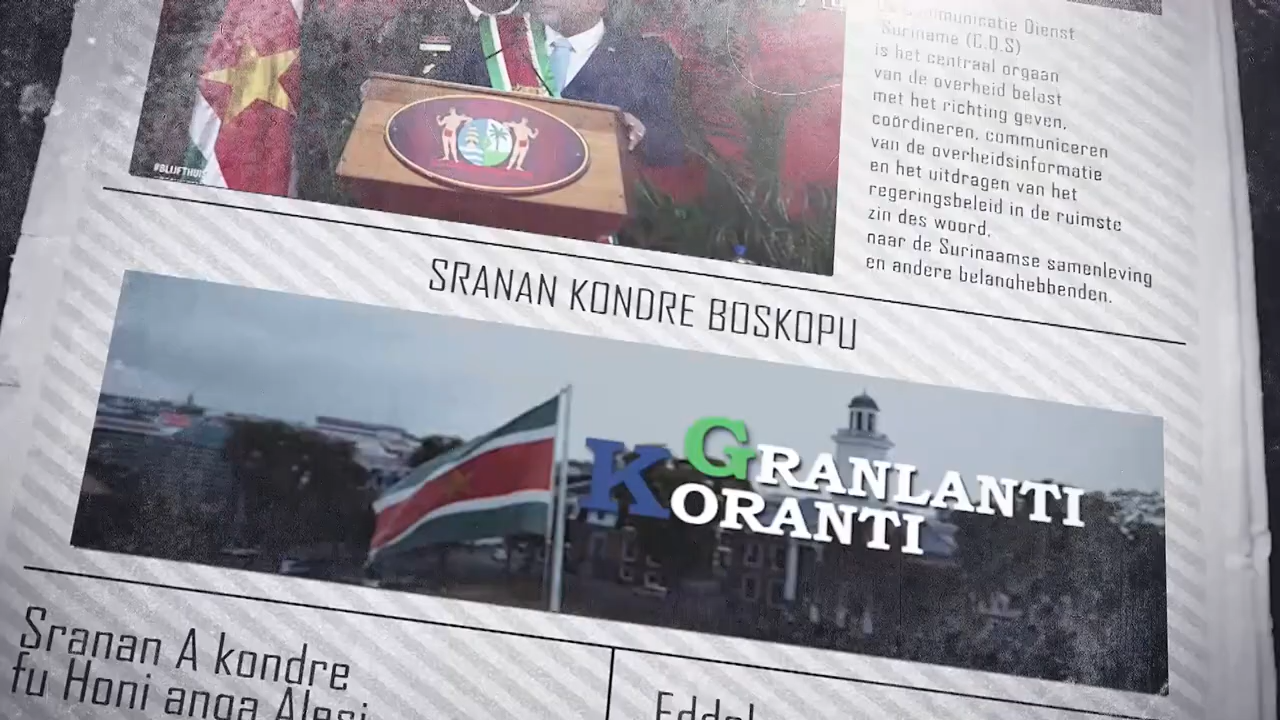 #BLIJFTHUIS
Communicatie Dienst
Suriname (C.D.S)
is het centraal orgaan
van de overheid belast
met het richting geven,
coördineren, communiceren
van de overheidsinformatie
en het uitdragen van het
regeringsbeleid in de ruimste
zin des woord,
naar de Surinaamse samenleving
en andere belanghebbenden.
SRANAN KONDRE BOSKOPU
GRANLANTI
KORANTI
Sranan A kondre
fu Honi anga Alesi